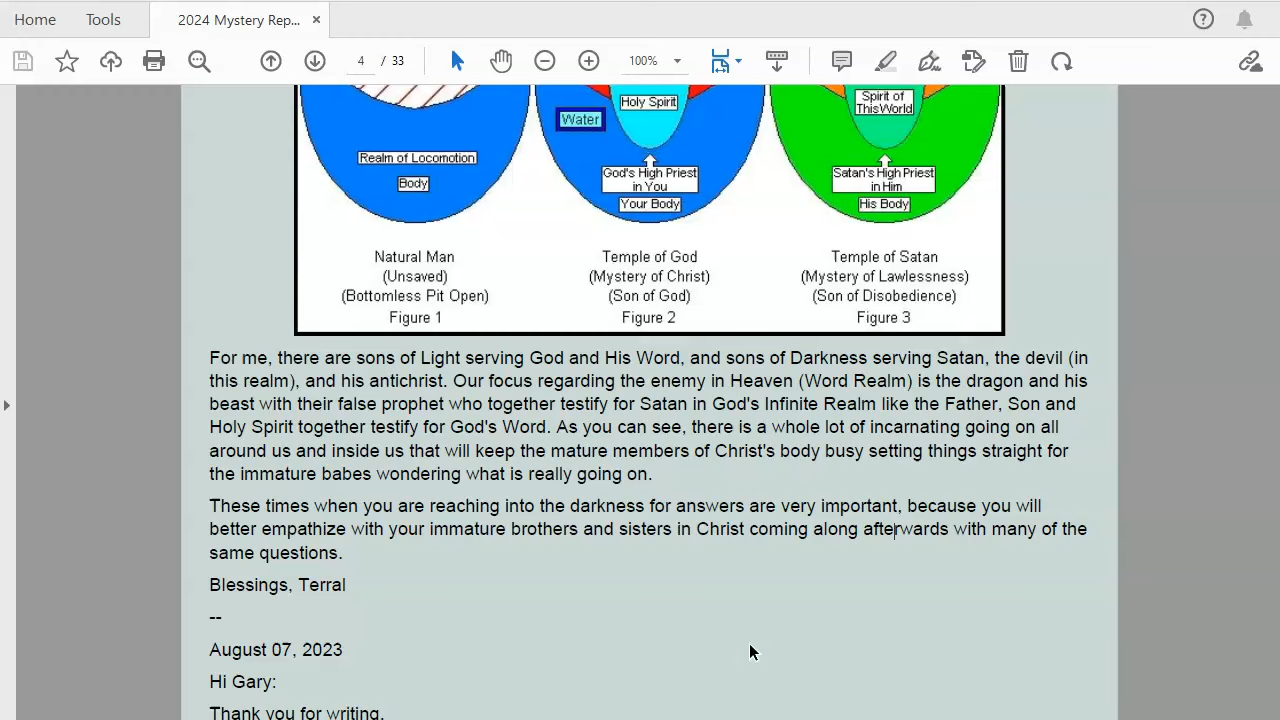 Home Tools 2024 Mystery Rep... ×
4 / 33 100%
Holy Spirit
Spirit of
This World
Water
Realm of Locomotion
Body
God's High Priest
in You
Your Body
Satan's High Priest
in Him
His Body
Natural Man
(Unsaved)
(Bottomless Pit Open)
Figure 1
Temple of God
(Mystery of Christ)
(Son of God)
Figure 2
Temple of Satan
(Mystery of Lawlessness)
(Son of Disobedience)
Figure 3
For me, there are sons of Light serving God and His Word, and sons of Darkness serving Satan, the devil (in
this realm), and his antichrist. Our focus regarding the enemy in Heaven (Word Realm) is the dragon and his
beast with their false prophet who together testify for Satan in God's Infinite Realm like the Father, Son and
Holy Spirit together testify for God's Word. As you can see, there is a whole lot of incarnating going on all
around us and inside us that will keep the mature members of Christ's body busy setting things straight for
the immature babes wondering what is really going on.
These times when you are reaching into the darkness for answers are very important, because you will
better empathize with your immature brothers and sisters in Christ coming along afterwards with many of the
same questions.
Blessings, Terral
--
August 07, 2023
Hi Gary:
Thank you for writing.